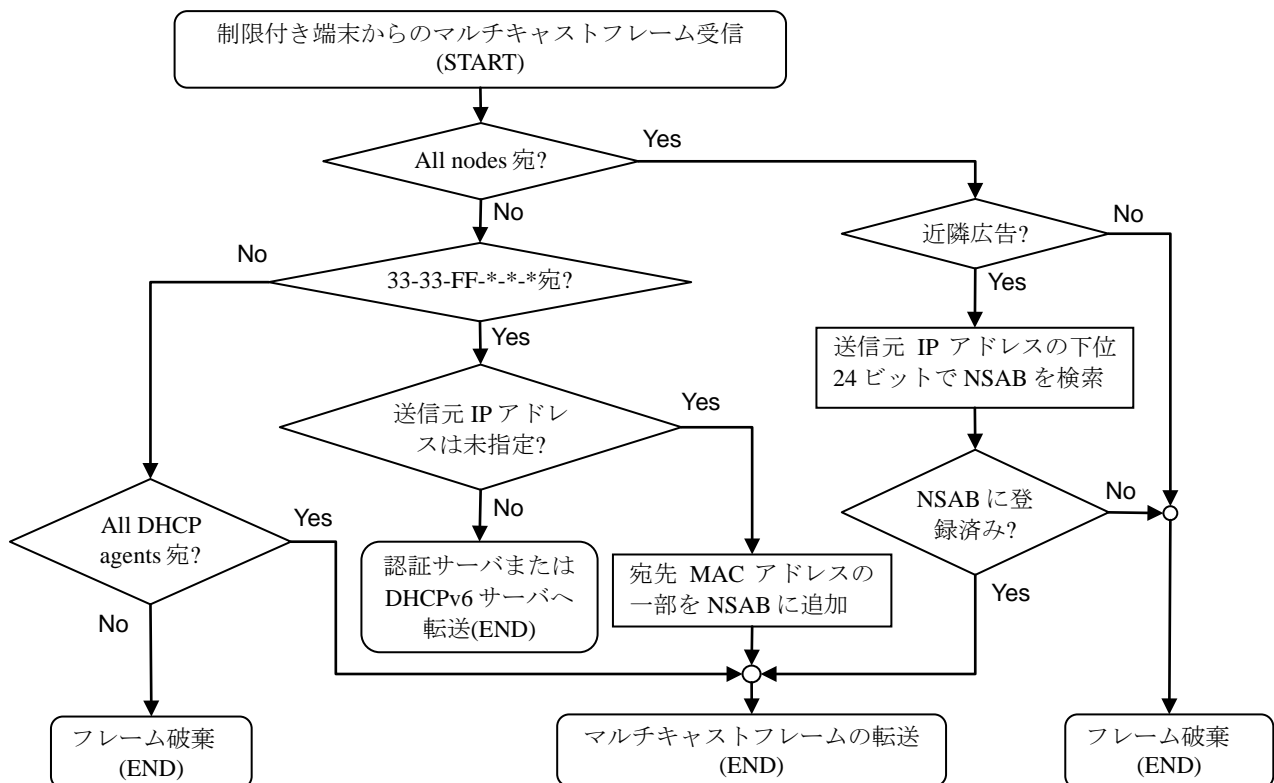 制限付き端末からのマルチキャストフレーム受信
(START)
All nodes 宛?
Yes
No
近隣広告?
No
Yes
33-33-FF-*-*-*宛?
No
Yes
送信元 IP アドレスの下位
24 ビットで NSAB を検索
送信元 IP アドレ
スは未指定?
Yes
No
NSAB に登
録済み?
No
Yes
All DHCP
agents 宛?
Yes
No
認証サーバまたは
DHCPv6 サーバへ
転送(END)
宛先 MAC アドレスの
一部を NSAB に追加
フレーム破棄
(END)
マルチキャストフレームの転送
(END)
フレーム破棄
(END)